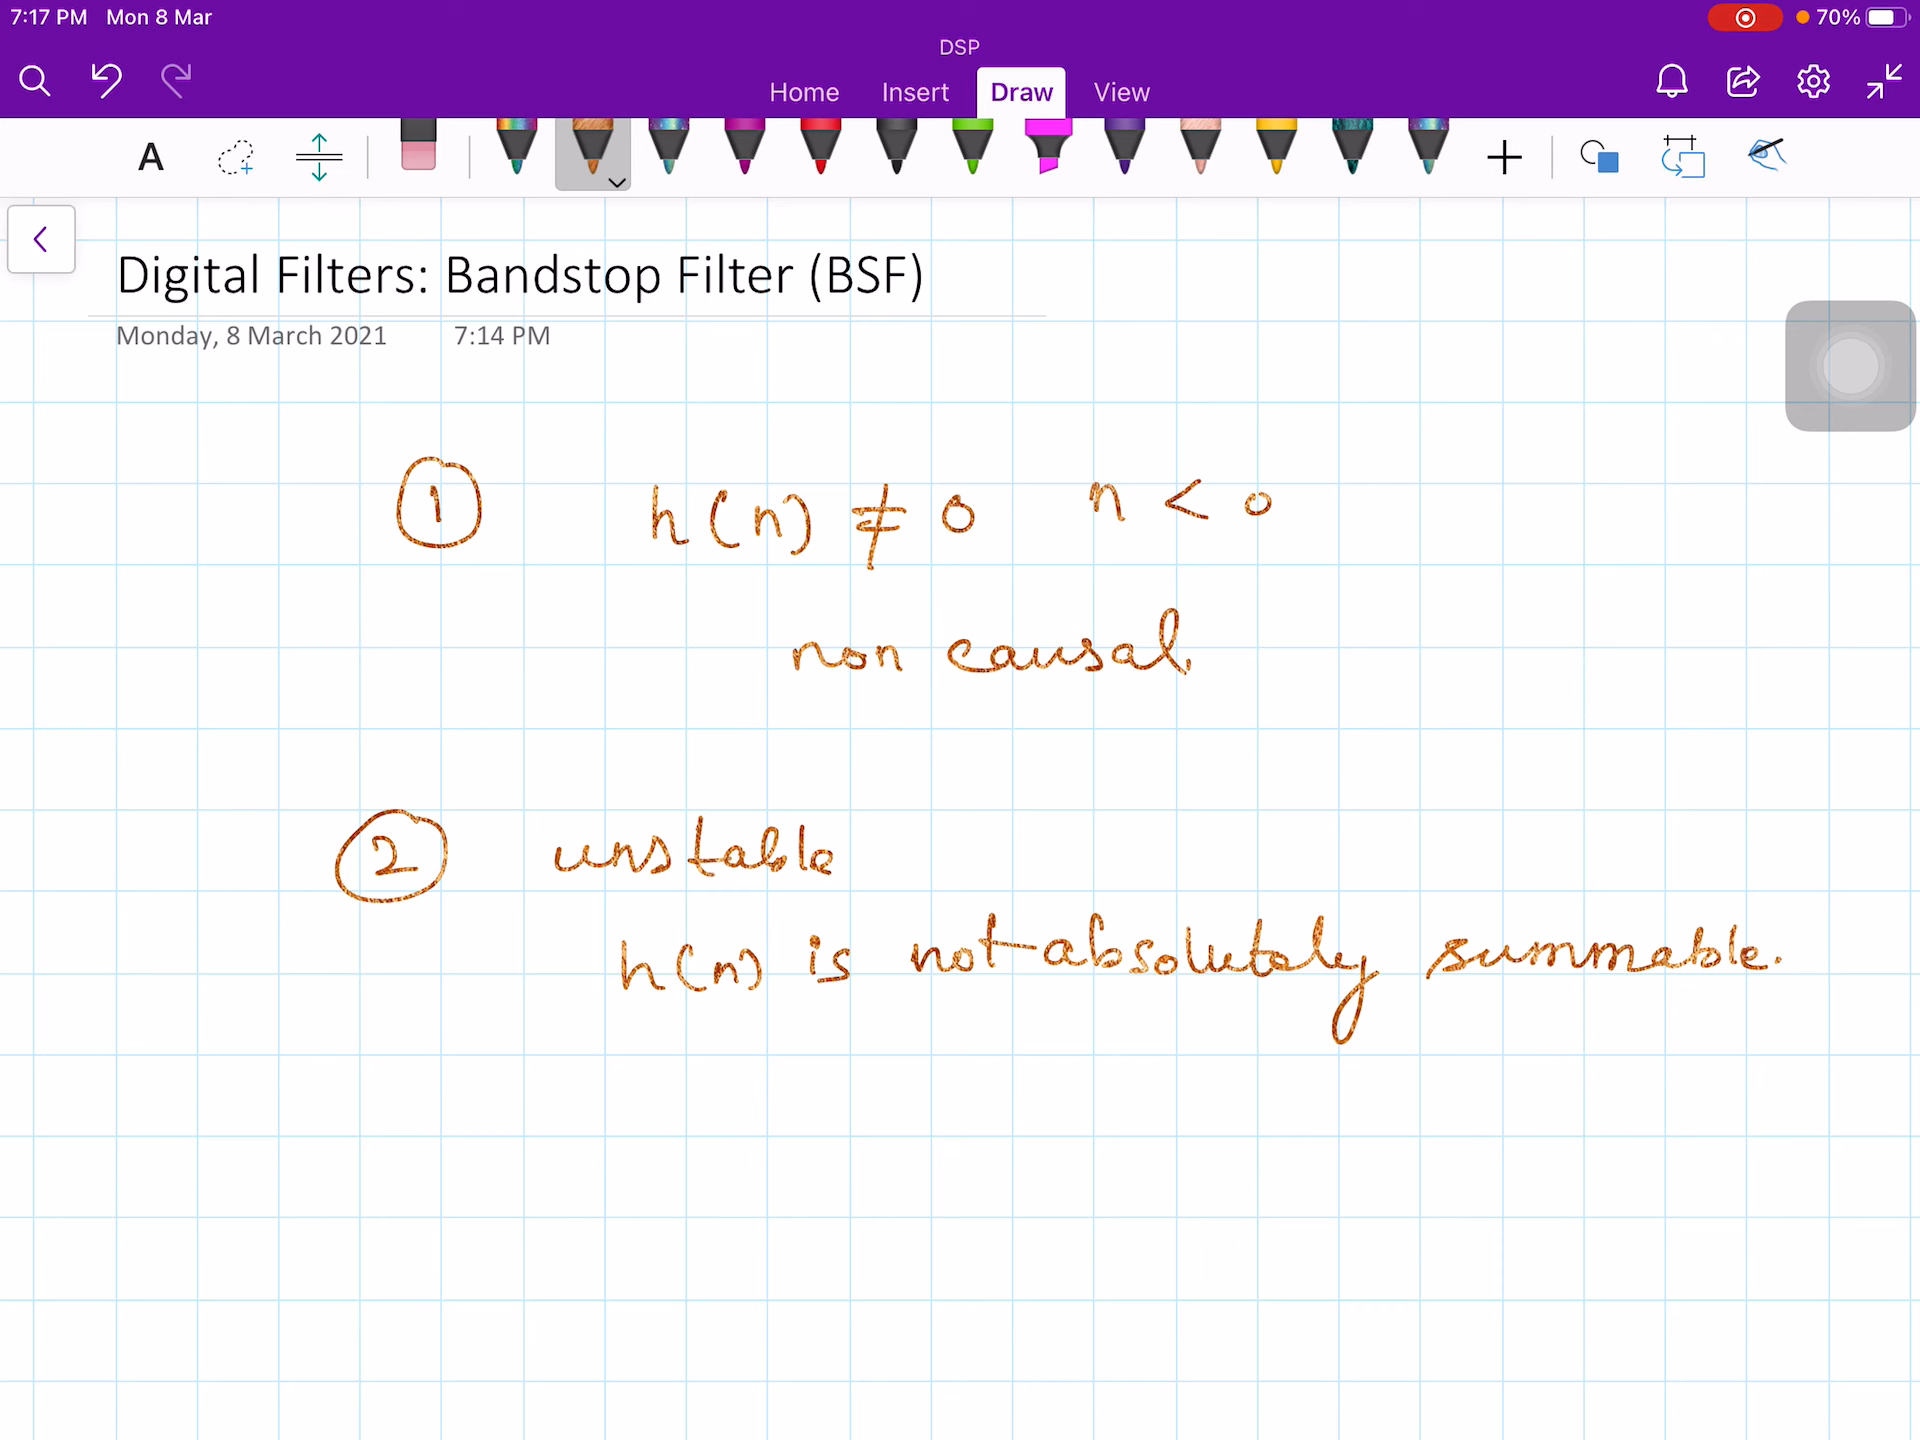 7:17 PM Mon 8 Mar
70%
DSP
Home Insert Draw View
A
Digital Filters: Bandstop Filter (BSF)
Monday, 8 March 2021 7:14 PM
① h(n) ≠ 0 n < 0
non causal
② unstable
h(n) is not absolutely summable.